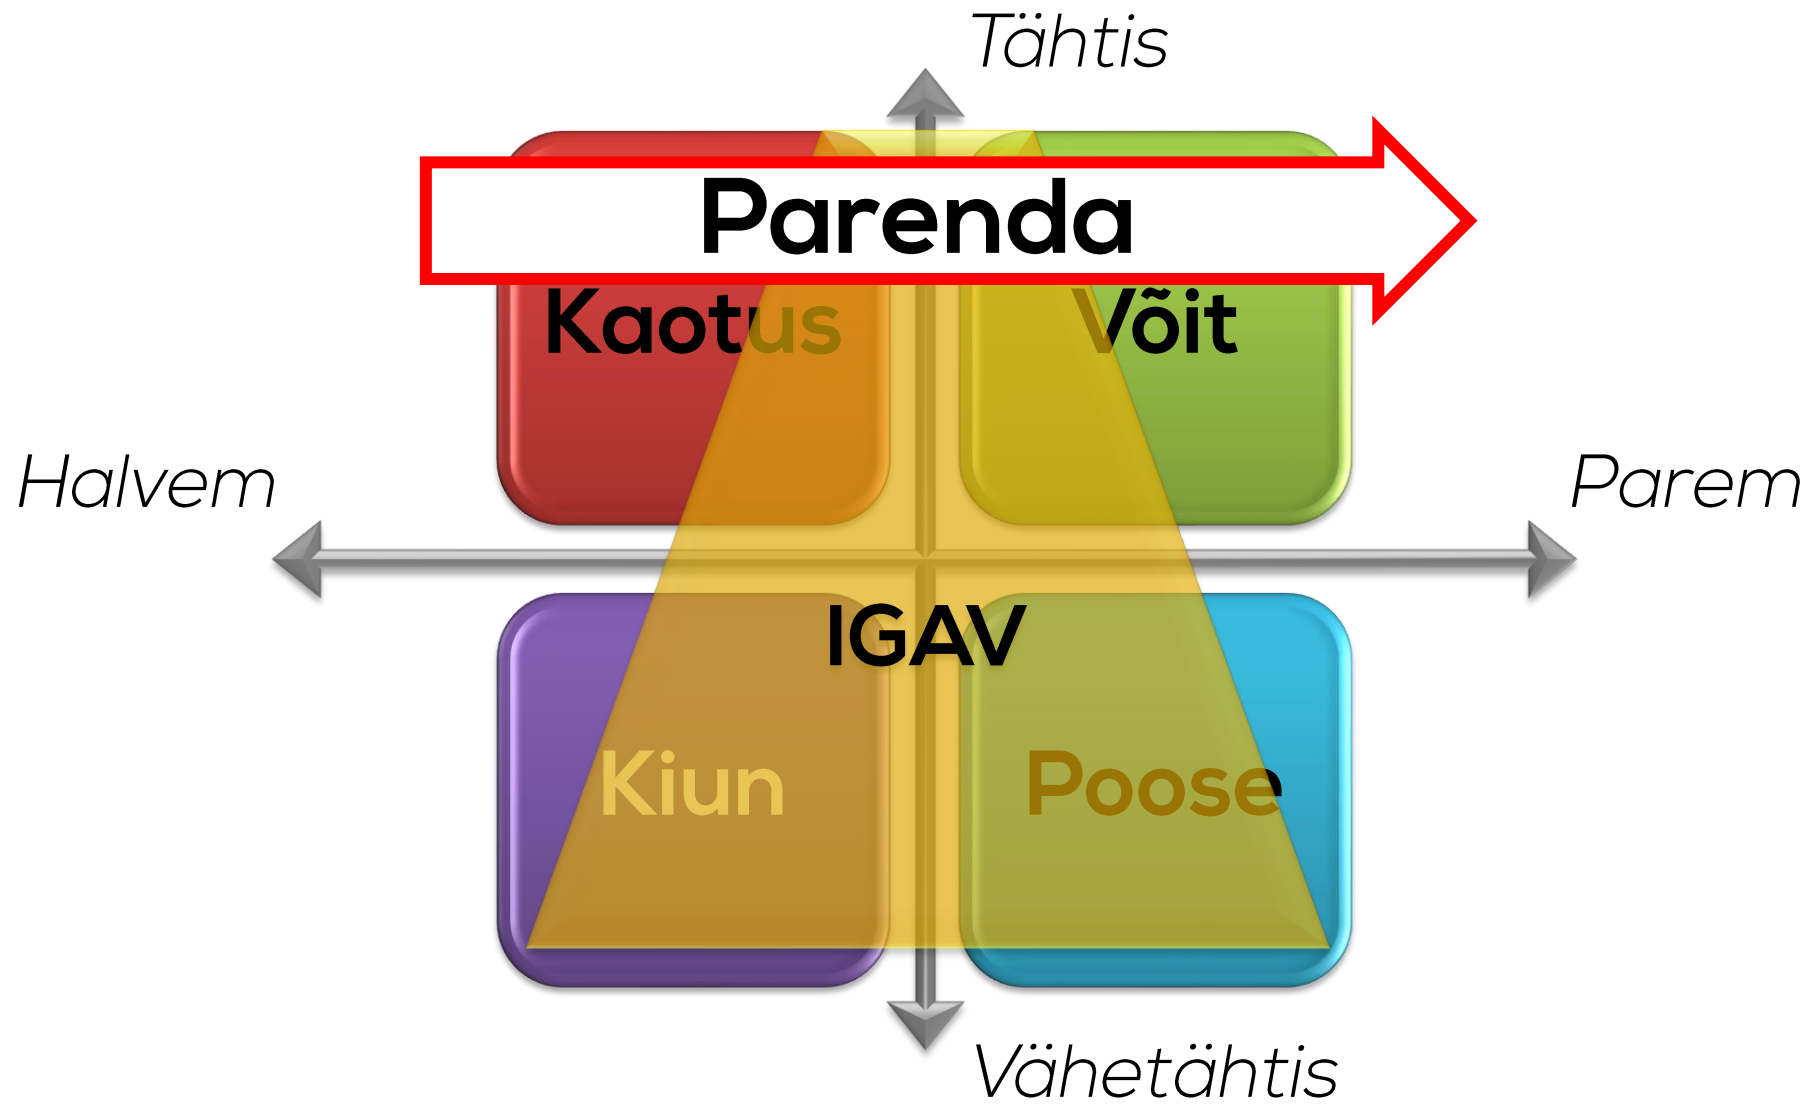 Tähtis
Parenda
Kaotus
Võit
Halvem
Parem
IGAV
Kiun
Poose
Vähetähtis